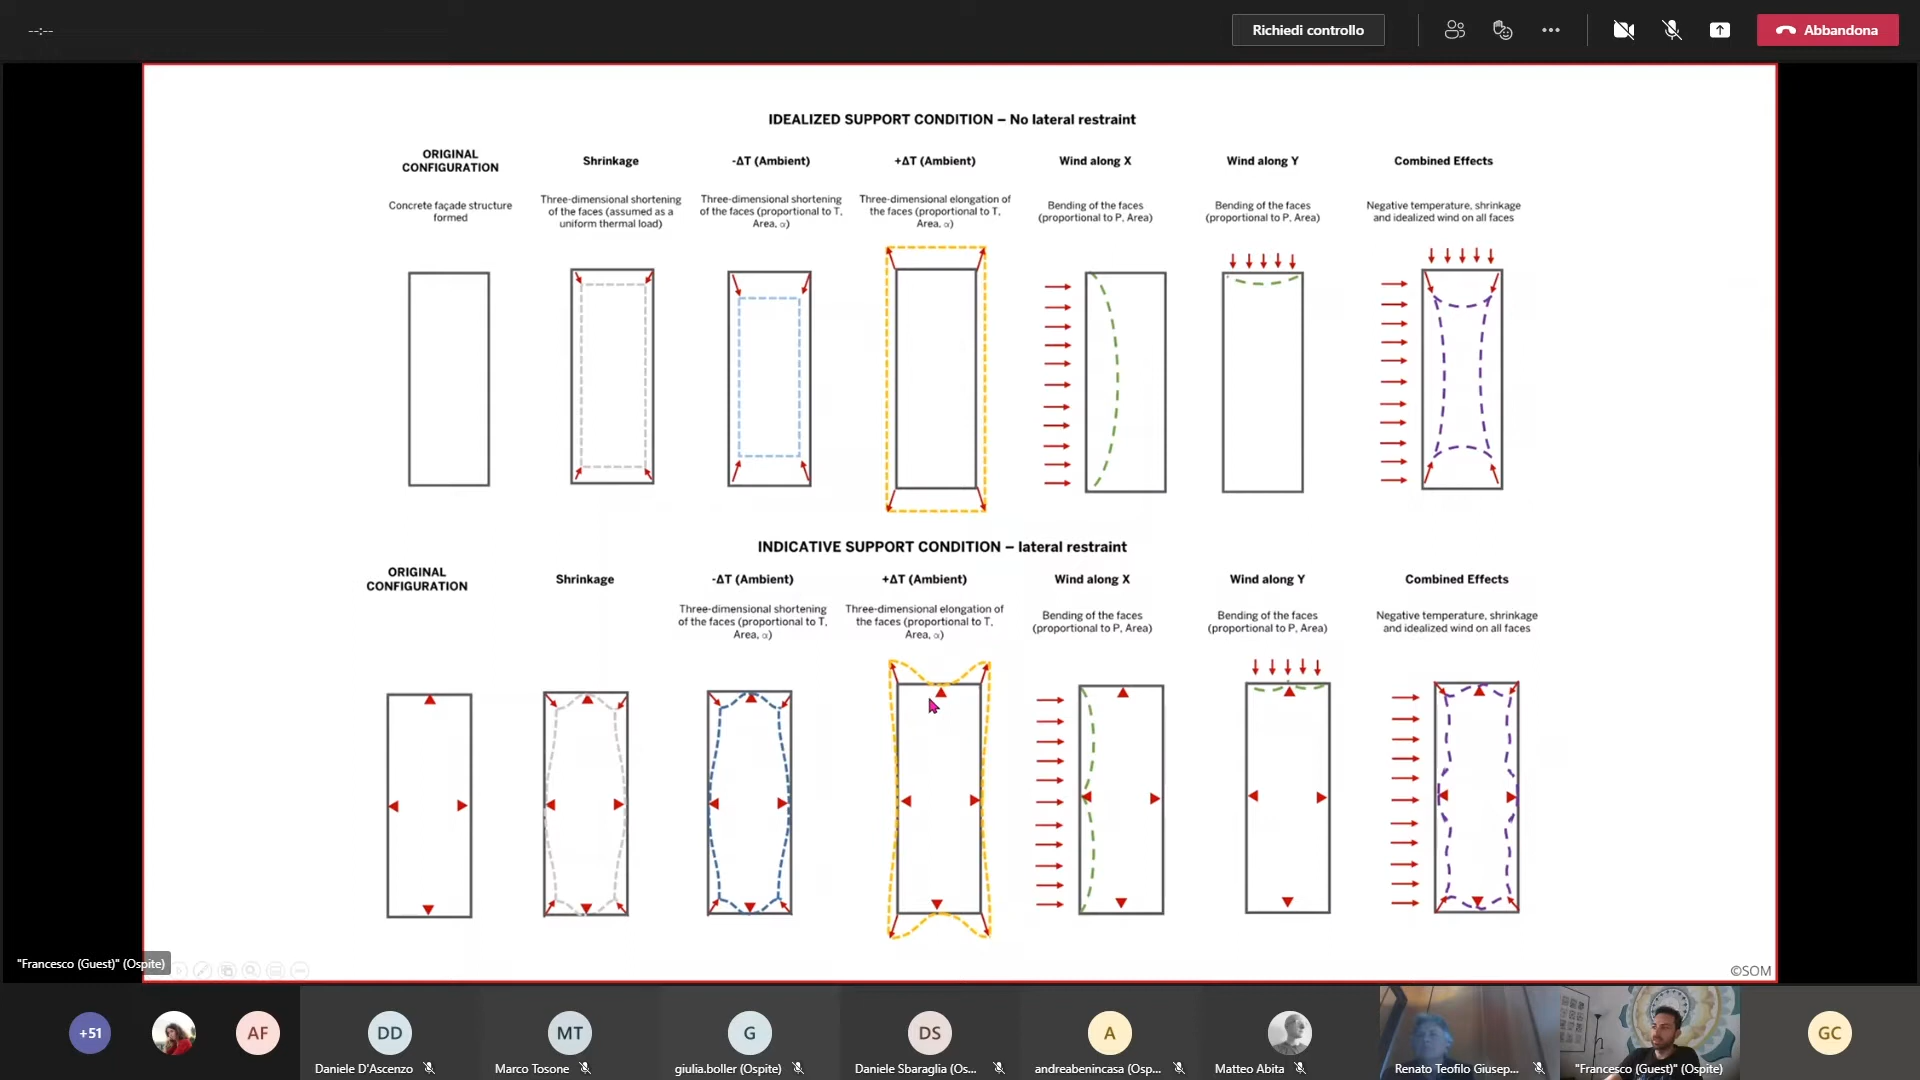 --:--
Richiedi controllo
Abbandona
IDEALIZED SUPPORT CONDITION – No lateral restraint
ORIGINAL
CONFIGURATION
Concrete façade structure
formed
Shrinkage
Three-dimensional shortening
of the faces (assumed as a
uniform thermal load)
-ΔT (Ambient)
Three-dimensional shortening
of the faces (proportional to T,
Area, α)
+ΔT (Ambient)
Three-dimensional elongation of
the faces (proportional to T,
Area, α)
Wind along X
Bending of the faces
(proportional to P, Area)
Wind along Y
Bending of the faces
(proportional to P, Area)
Combined Effects
Negative temperature, shrinkage
and idealized wind on all faces
INDICATIVE SUPPORT CONDITION – lateral restraint
ORIGINAL
CONFIGURATION
Shrinkage
-ΔT (Ambient)
Three-dimensional shortening
of the faces (proportional to T,
Area, α)
+ΔT (Ambient)
Three-dimensional elongation of
the faces (proportional to T,
Area, α)
Wind along X
Bending of the faces
(proportional to P, Area)
Wind along Y
Bending of the faces
(proportional to P, Area)
Combined Effects
Negative temperature, shrinkage
and idealized wind on all faces
"Francesco (Guest)" (Ospite)
©SOM
+51
AF
DD
Daniele D'Ascenzo
MT
Marco Tosone
G
giulia.boller (Ospite)
DS
Daniele Sbaraglia (Os...
A
andreabenincasa (Osp...
Matteo Abita
Renato Teofilo Giusep...
"Francesco (Guest)" (Ospite)
GC